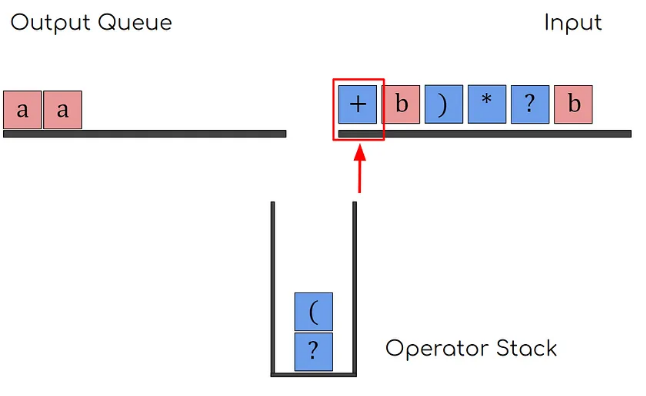 Output Queue
Input
a a
+ b ) * ? b
(
?
Operator Stack